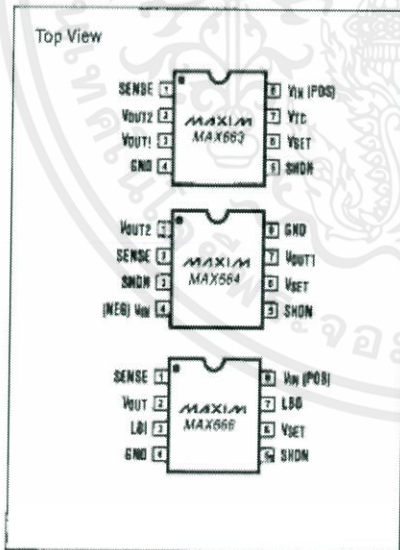 Top View
SENSE 1 8 VIN (POS)
VOUT2 2 7 VTC
VOUT1 3 6 VSET
GND 4 5 SHDN
MAXIM
MAX663
VOUT2 1 8 GND
SENSE 2 7 VOUT1
SHDN 3 6 VSET
(NEG) VIN 4 5 SHDN
MAXIM
MAX664
SENSE 1 8 VIN (POS)
VOUT 2 7 LBO
LBI 3 6 VSET
GND 4 5 SHDN
MAXIM
MAX666